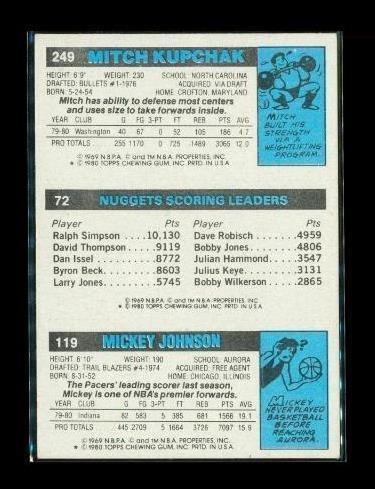 249 MITCH KUPCHAK
HEIGHT: 6'9" WEIGHT: 230 SCHOOL: NORTH CAROLINA
DRAFTED: BULLETS #1-1976 ACQUIRED: VIA DRAFT
BORN: 5-24-54 HOME: CROFTON, MARYLAND
Mitch has ability to defense most centers
and uses size to take forwards inside.
YEAR CLUB G FG 3-PT FT REB PTS AVG
79-80 Washington 40 67 0 52 105 186 4.7
PRO TOTALS ... 255 1170 0 725 1489 3065 12.0
© 1969 N.B.P.A. © and TM N.B.A. PROPERTIES, INC.
* © 1980 TOPPS CHEWING GUM, INC. PRTD. IN U.S.A.
MITCH
BUILT HIS
STRENGTH
VIA A
WEIGHTLIFTING
PROGRAM.
72 NUGGETS SCORING LEADERS
Player Pts Player Pts
Ralph Simpson .... 10,130 Dave Robisch .... 4959
David Thompson .... 9119 Bobby Jones ..... 4806
Dan Issel .......... 8772 Julian Hammond .. 3547
Byron Beck ........ 8603 Julius Keye ...... 3131
Larry Jones ........ 5745 Bobby Wilkerson .. 2865
© 1969 N.B.P.A. © and TM N.B.A. PROPERTIES, INC.
* © 1980 TOPPS CHEWING GUM, INC. PRTD. IN U.S.A.
119 MICKEY JOHNSON
HEIGHT: 6'10" WEIGHT: 190 SCHOOL: AURORA
DRAFTED: TRAIL BLAZERS #4-1974 ACQUIRED: FREE AGENT
BORN: 8-31-52 HOME: CHICAGO, ILLINOIS
The Pacers' leading scorer last season,
Mickey is one of NBA's premier forwards.
YEAR CLUB G FG 3-PT FT REB PTS AVG
79-80 Indiana 82 583 5 385 681 1566 19.1
PRO TOTALS ... 445 2709 5 1664 3726 7097 15.9
© 1969 N.B.P.A. © and TM N.B.A. PROPERTIES, INC.
* © 1980 TOPPS CHEWING GUM, INC. PRTD. IN U.S.A.
MICKEY
NEVER PLAYED
BASKETBALL
BEFORE
REACHING
AURORA.